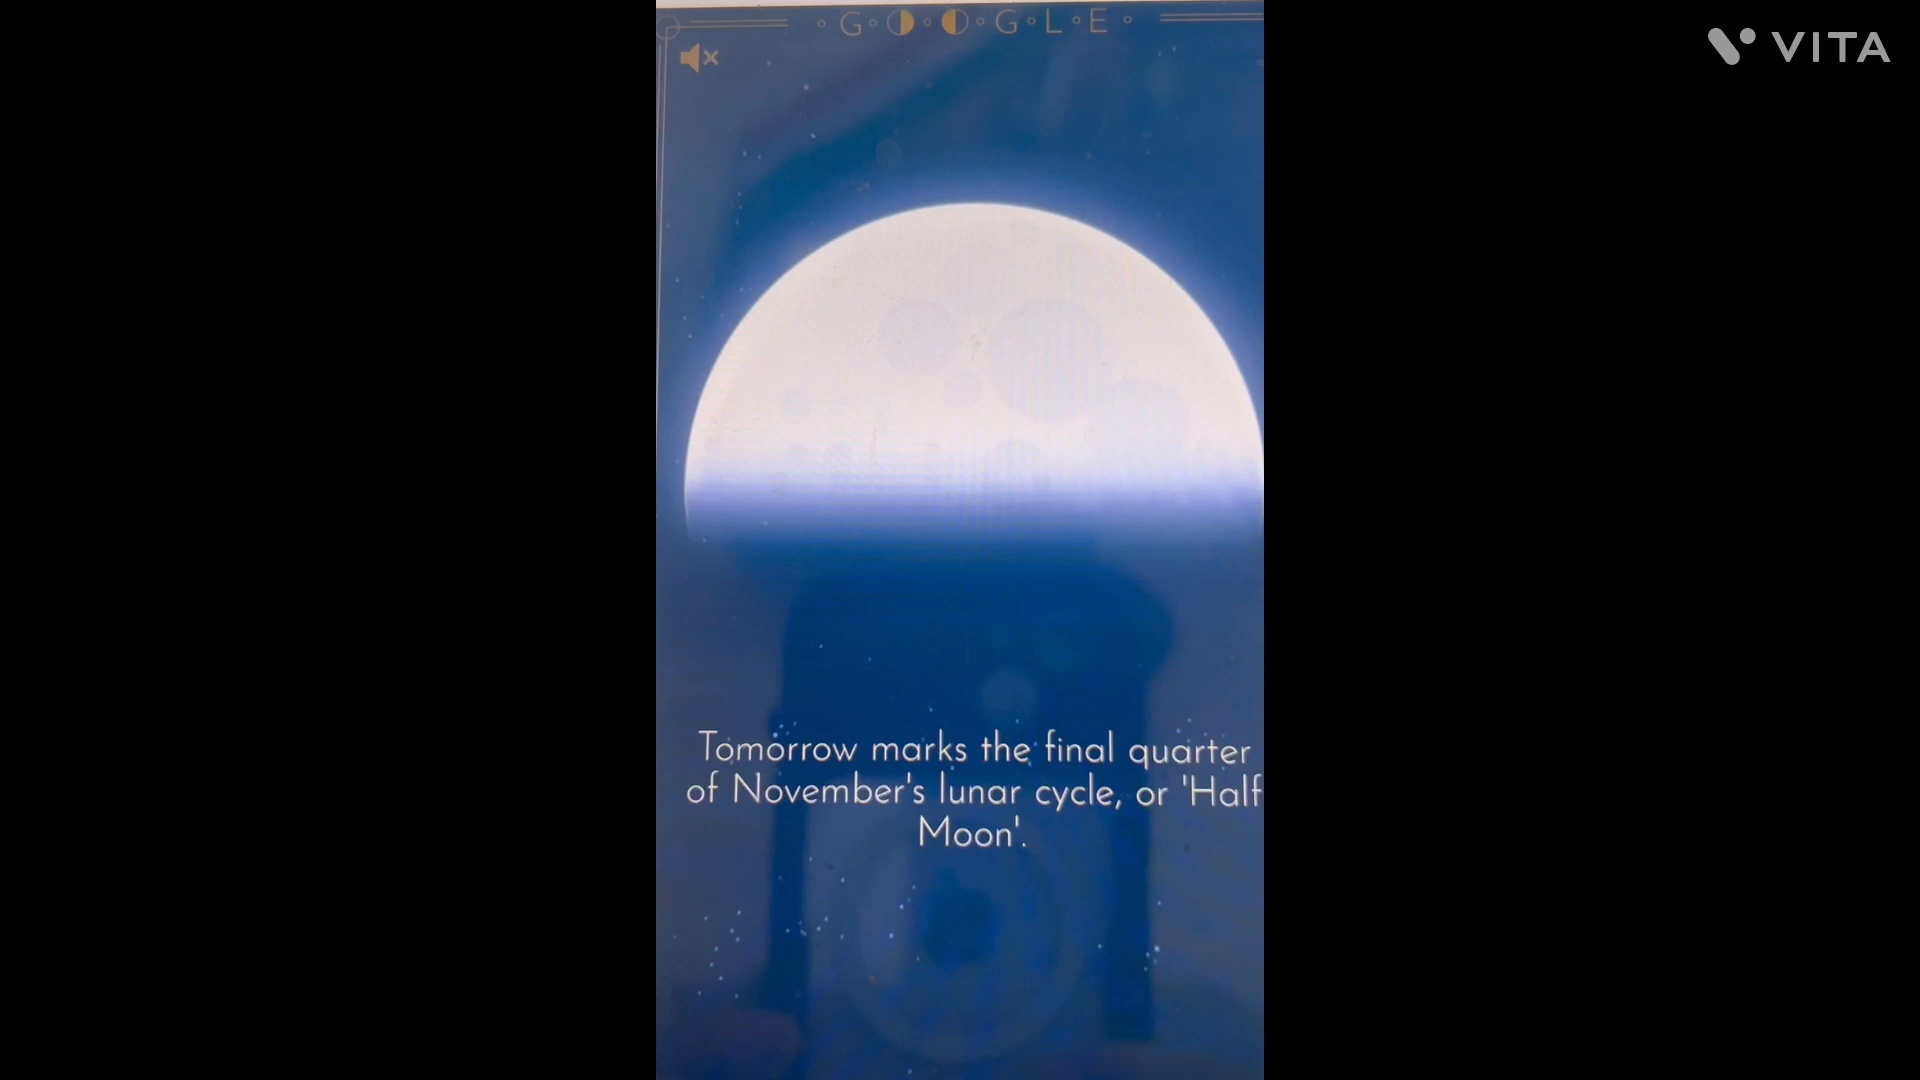 G O O G L E
VITA
Tomorrow marks the final quarter
of November's lunar cycle, or 'Half
Moon'.